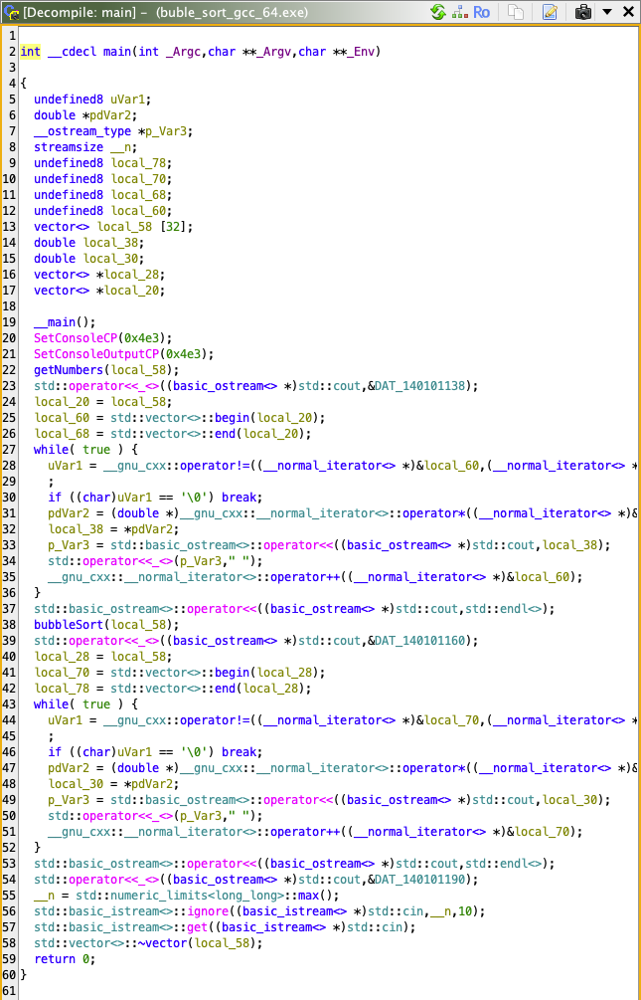 [Decompile: main] - (buble_sort_gcc_64.exe)
Ro
1
2 int __cdecl main(int _Argc,char **_Argv,char **_Env)
3
4 {
5 undefined8 uVar1;
6 double *pdVar2;
7 __ostream_type *p_Var3;
8 streamsize __n;
9 undefined8 local_78;
10 undefined8 local_70;
11 undefined8 local_68;
12 undefined8 local_60;
13 vector<> local_58 [32];
14 double local_38;
15 double local_30;
16 vector<> *local_28;
17 vector<> *local_20;
18
19 __main();
20 SetConsoleCP(0x4e3);
21 SetConsoleOutputCP(0x4e3);
22 getNumbers(local_58);
23 std::operator<<_<>((basic_ostream<> *)std::cout,&DAT_140101138);
24 local_20 = local_58;
25 local_60 = std::vector<>::begin(local_20);
26 local_68 = std::vector<>::end(local_20);
27 while( true ) {
28 uVar1 = __gnu_cxx::operator!=((__normal_iterator<> *)&local_60,(__normal_iterator<> *
29 ;
30 if ((char)uVar1 == '\0') break;
31 pdVar2 = (double *)__gnu_cxx::__normal_iterator<>::operator*((__normal_iterator<> *)&
32 local_38 = *pdVar2;
33 p_Var3 = std::basic_ostream<>::operator<<((basic_ostream<> *)std::cout,local_38);
34 std::operator<<_<>(p_Var3," ");
35 __gnu_cxx::__normal_iterator<>::operator++((__normal_iterator<> *)&local_60);
36 }
37 std::basic_ostream<>::operator<<((basic_ostream<> *)std::cout,std::endl<>);
38 bubbleSort(local_58);
39 std::operator<<_<>((basic_ostream<> *)std::cout,&DAT_140101160);
40 local_28 = local_58;
41 local_70 = std::vector<>::begin(local_28);
42 local_78 = std::vector<>::end(local_28);
43 while( true ) {
44 uVar1 = __gnu_cxx::operator!=((__normal_iterator<> *)&local_70,(__normal_iterator<> *
45 ;
46 if ((char)uVar1 == '\0') break;
47 pdVar2 = (double *)__gnu_cxx::__normal_iterator<>::operator*((__normal_iterator<> *)&
48 local_30 = *pdVar2;
49 p_Var3 = std::basic_ostream<>::operator<<((basic_ostream<> *)std::cout,local_30);
50 std::operator<<_<>(p_Var3," ");
51 __gnu_cxx::__normal_iterator<>::operator++((__normal_iterator<> *)&local_70);
52 }
53 std::basic_ostream<>::operator<<((basic_ostream<> *)std::cout,std::endl<>);
54 std::operator<<_<>((basic_ostream<> *)std::cout,&DAT_140101190);
55 __n = std::numeric_limits<long_long>::max();
56 std::basic_istream<>::ignore((basic_istream<> *)std::cin,__n,10);
57 std::basic_istream<>::get((basic_istream<> *)std::cin);
58 std::vector<>::~vector(local_58);
59 return 0;
60 }
61